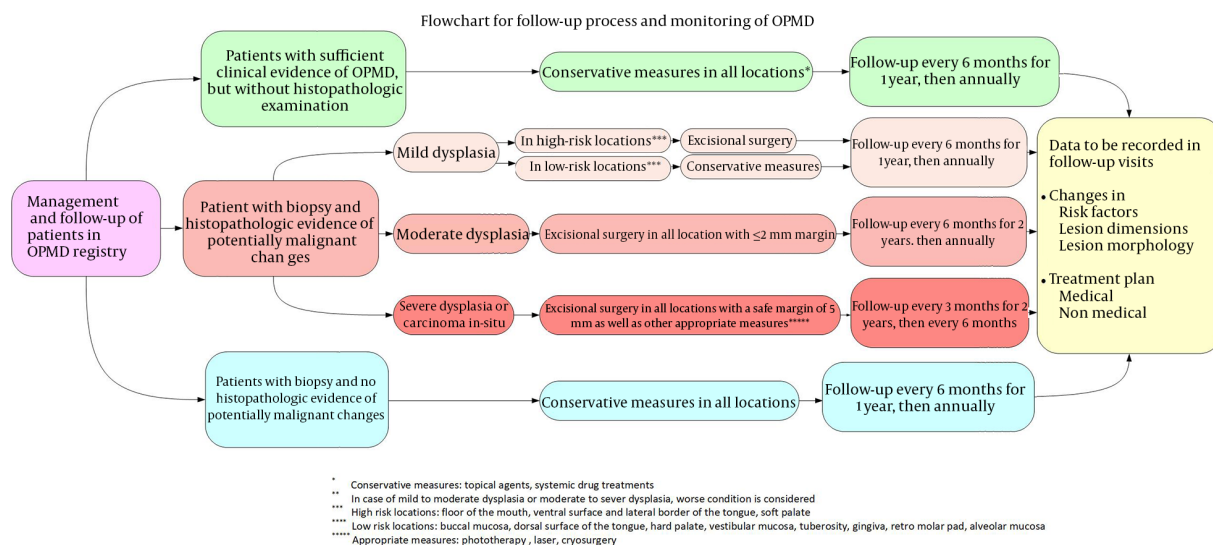 Flowchart for follow-up process and monitoring of OPMD
Management
and follow-up of
patients in
OPMD registry
Patients with sufficient
clinical evidence of OPMD,
but without histopathologic
examination
Conservative measures in all locations*
Follow-up every 6 months for
1 year, then annually
Patient with biopsy and
histopathologic evidence of
potentially malignant
chan ges
Mild dysplasia
In high-risk locations***
Excisional surgery
In low-risk locations***
Conservative measures
Follow-up every 6 months for
1 year, then annually
Moderate dysplasia
Excisional surgery in all location with ≤2 mm margin
Follow-up every 6 months for 2
years. then annually
Severe dysplasia or
carcinoma in-situ
Excisional surgery in all locations with a safe margin of 5
mm as well as other appropriate measures*****
Follow-up every 3 months for 2
years, then every 6 months
Patients with biopsy and no
histopathologic evidence of
potentially malignant changes
Conservative measures in all locations
Follow-up every 6 months for
1 year, then annually
Data to be recorded in
follow-up visits
• Changes in
Risk factors
Lesion dimensions
Lesion morphology
• Treatment plan
Medical
Non medical
* Conservative measures: topical agents, systemic drug treatments
** In case of mild to moderate dysplasia or moderate to sever dysplasia, worse condition is considered
*** High risk locations: floor of the mouth, ventral surface and lateral border of the tongue, soft palate
**** Low risk locations: buccal mucosa, dorsal surface of the tongue, hard palate, vestibular mucosa, tuberosity, gingiva, retro molar pad, alveolar mucosa
***** Appropriate measures: phototherapy , laser, cryosurgery